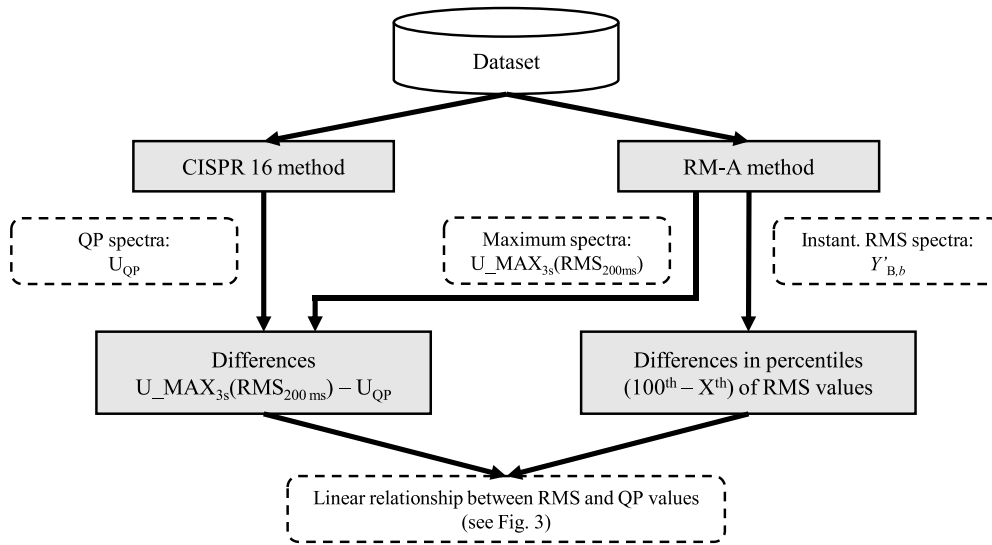 Dataset
CISPR 16 method
RM-A method
QP spectra:
U_QP
Maximum spectra:
U_MAX₃ₛ(RMS₂₀₀ₘₛ)
Instant. RMS spectra:
Y'_B,b
Differences
U_MAX₃ₛ(RMS₂₀₀ ₘₛ) – U_QP
Differences in percentiles
(100ᵗʰ – Xᵗʰ) of RMS values
Linear relationship between RMS and QP values
(see Fig. 3)